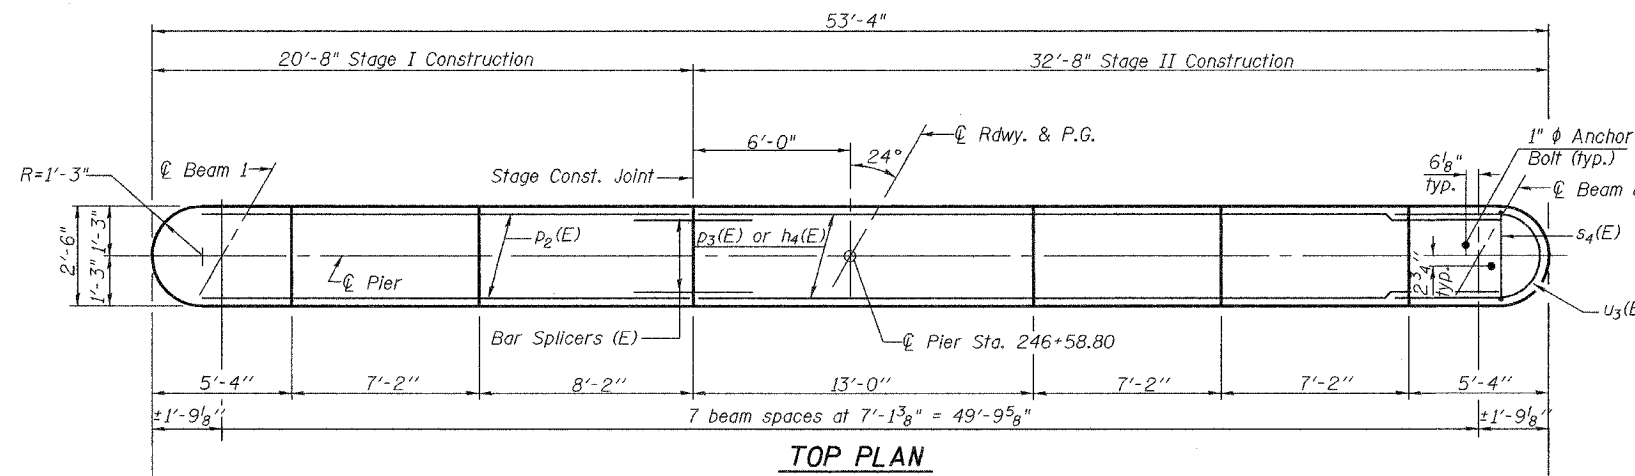 53'-4"
20'-8" Stage I Construction
32'-8" Stage II Construction
6'-0"
24°
℄ Rdwy. & P.G.
1" ϕ Anchor
Bolt (typ.)
6⅛"
typ.
℄ Beam
℄ Beam 1
R=1'-3"
Stage Const. Joint
2'-6"
1'-3"
1'-3"
p2(E)
p3(E) or h4(E)
s4(E)
℄ Pier
2¾"
typ.
u3(E
Bar Splicers (E)
℄ Pier Sta. 246+58.80
5'-4"
7'-2"
8'-2"
13'-0"
7'-2"
7'-2"
5'-4"
±1'-9⅛"
7 beam spaces at 7'-1⅜" = 49'-9⅝"
±1'-9⅛"
TOP PLAN